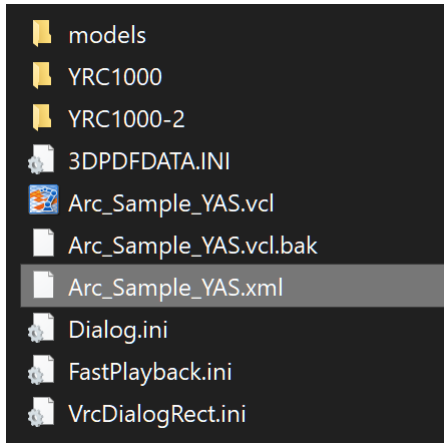 models
YRC1000
YRC1000-2
3DPDFDATA.INI
Arc_Sample_YAS.vcl
Arc_Sample_YAS.vcl.bak
Arc_Sample_YAS.xml
Dialog.ini
FastPlayback.ini
VrcDialogRect.ini